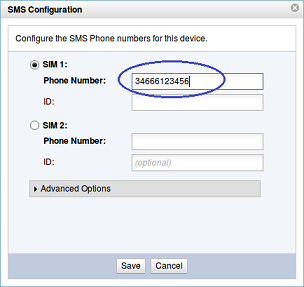 SMS Configuration
Configure the SMS Phone numbers for this device.
SIM 1:
Phone Number: 34666123456
ID:
SIM 2:
Phone Number:
ID: (optional)
Advanced Options
Save Cancel